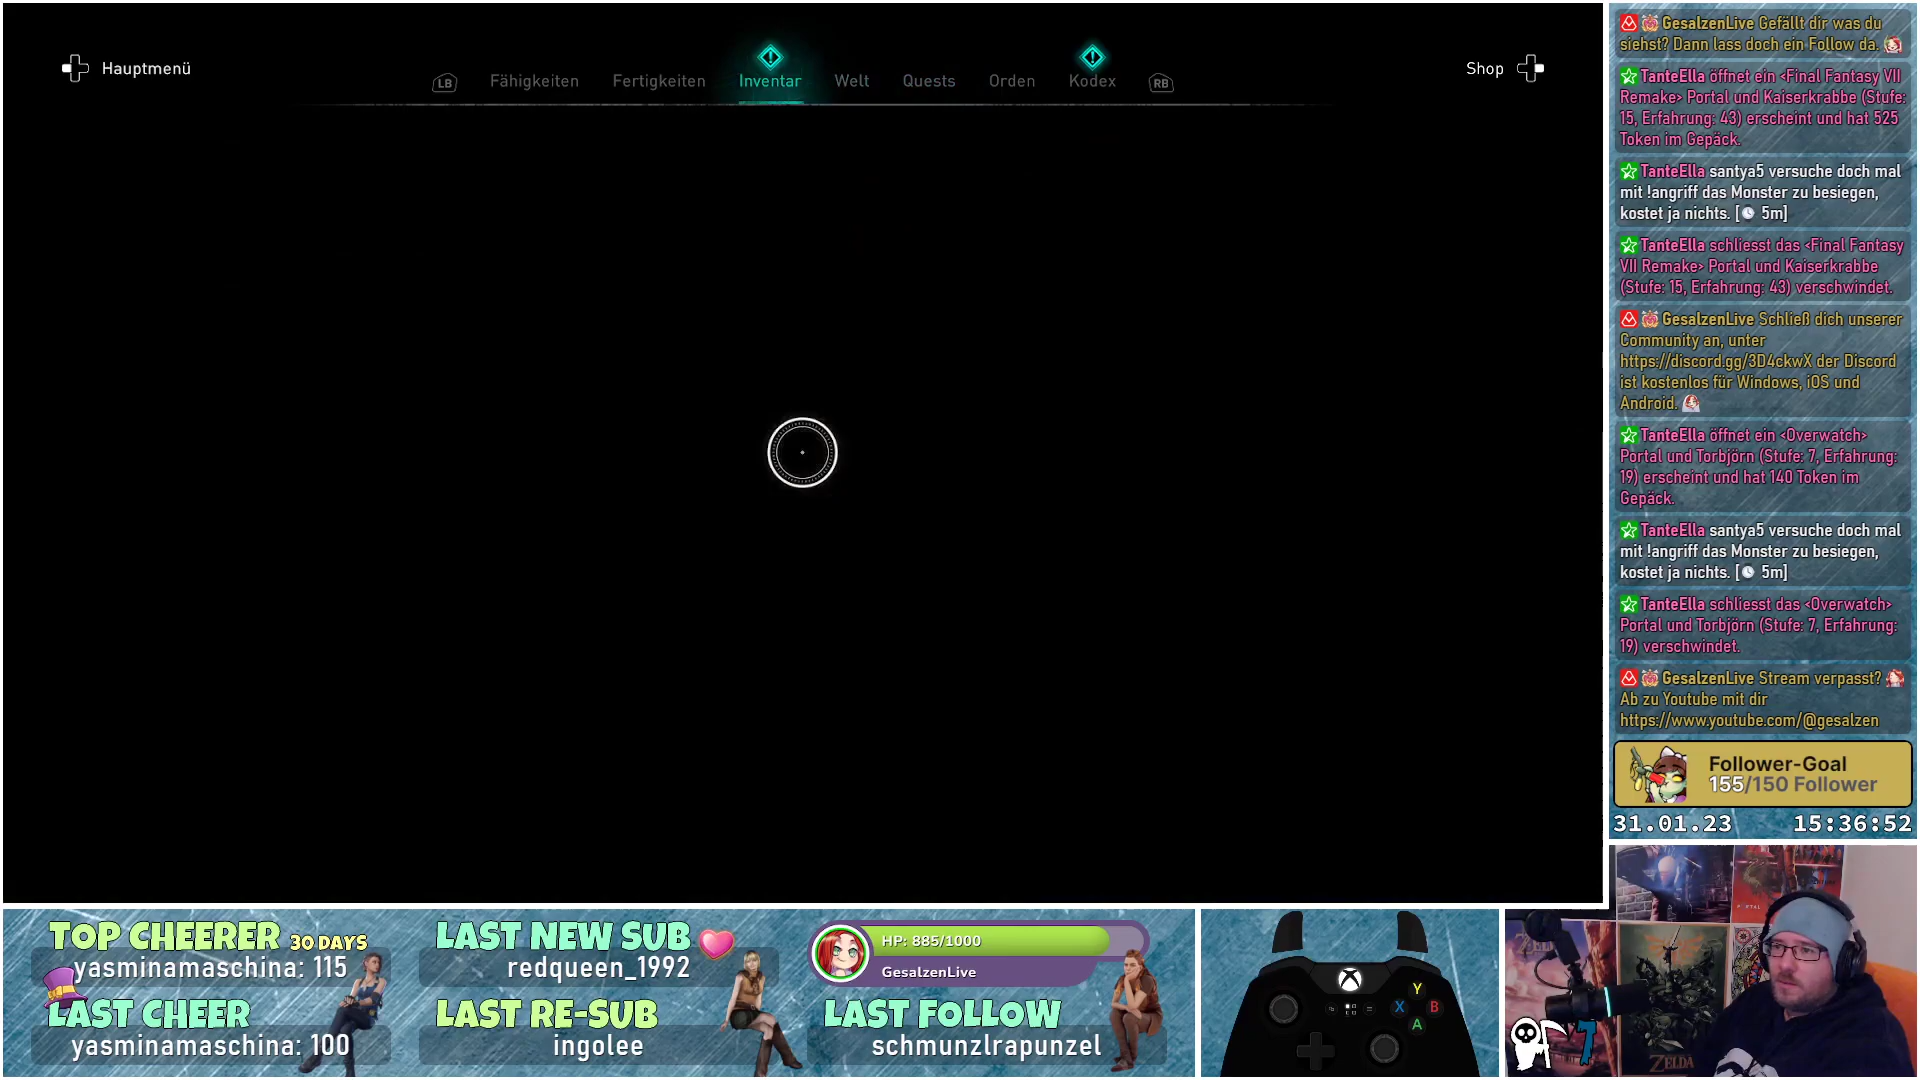 Hauptmenü
LB
Fähigkeiten
Fertigkeiten
Inventar
Welt
Quests
Orden
Kodex
RB
Shop
GesalzenLive Gefällt dir was du
siehst? Dann lass doch ein Follow da.
TanteElla öffnet ein <Final Fantasy VII
Remake> Portal und Kaiserkrabbe (Stufe:
15, Erfahrung: 43) erscheint und hat 525
Token im Gepäck.
TanteElla santya5 versuche doch mal
mit !angriff das Monster zu besiegen,
kostet ja nichts. [ 5m]
TanteElla schliesst das <Final Fantasy
VII Remake> Portal und Kaiserkrabbe
(Stufe: 15, Erfahrung: 43) verschwindet.
GesalzenLive Schließ dich unserer
Community an, unter
https://discord.gg/3D4ckwX der Discord
ist kostenlos für Windows, iOS und
Android.
TanteElla öffnet ein <Overwatch>
Portal und Torbjörn (Stufe: 7, Erfahrung:
19) erscheint und hat 140 Token im
Gepäck.
TanteElla santya5 versuche doch mal
mit !angriff das Monster zu besiegen,
kostet ja nichts. [ 5m]
TanteElla schliesst das <Overwatch>
Portal und Torbjörn (Stufe: 7, Erfahrung:
19) verschwindet.
GesalzenLive Stream verpasst?
Ab zu Youtube mit dir
https://www.youtube.com/@gesalzen
Follower-Goal
155/150 Follower
31.01.23 15:36:52
TOP CHEERER 30 DAYS
yasminamaschina: 115
LAST CHEER
yasminamaschina: 100
LAST NEW SUB
redqueen_1992
LAST RE-SUB
ingolee
HP: 885/1000
GesalzenLive
LAST FOLLOW
schmunzlrapunzel
Y
X
B
A
7
PORTAL
ZELDA